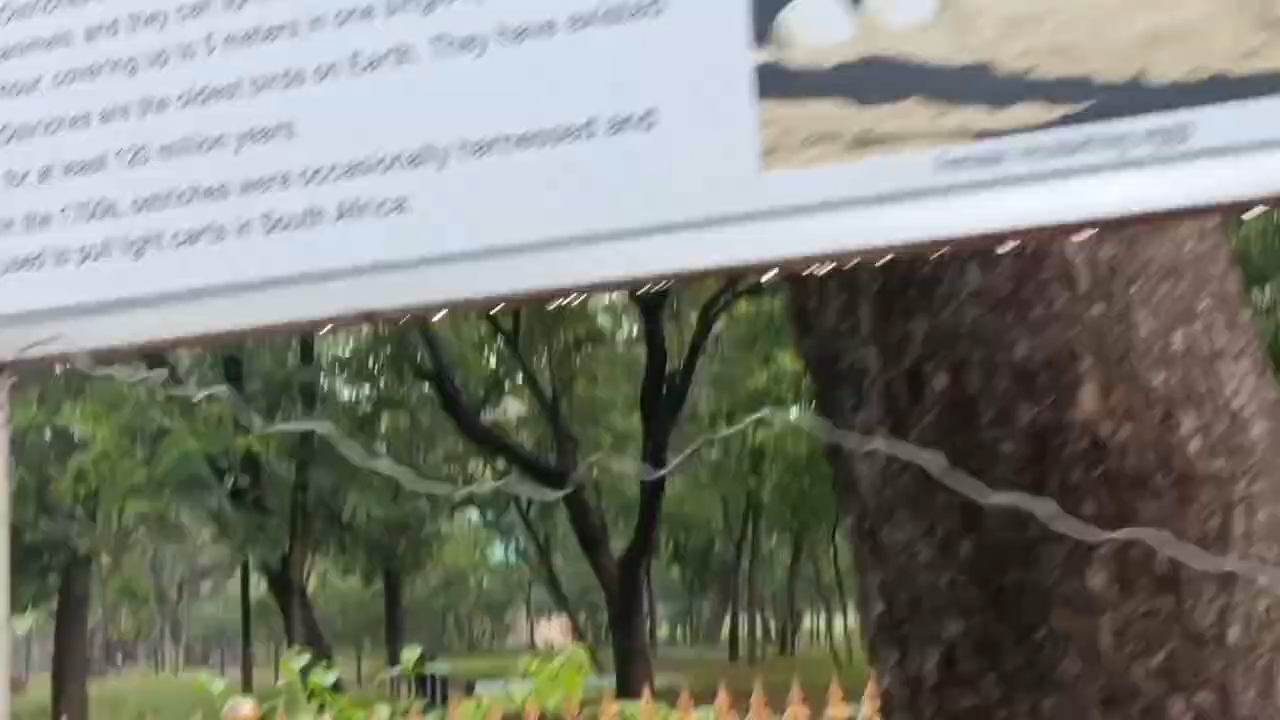 and they can
hour, covering up to 5 meters in one
Ostriches are the oldest birds on Earth. They have existed
for at least 120 million years.
In the 1700s, ostriches were occasionally harnessed and
used to pull light carts in South Africa.